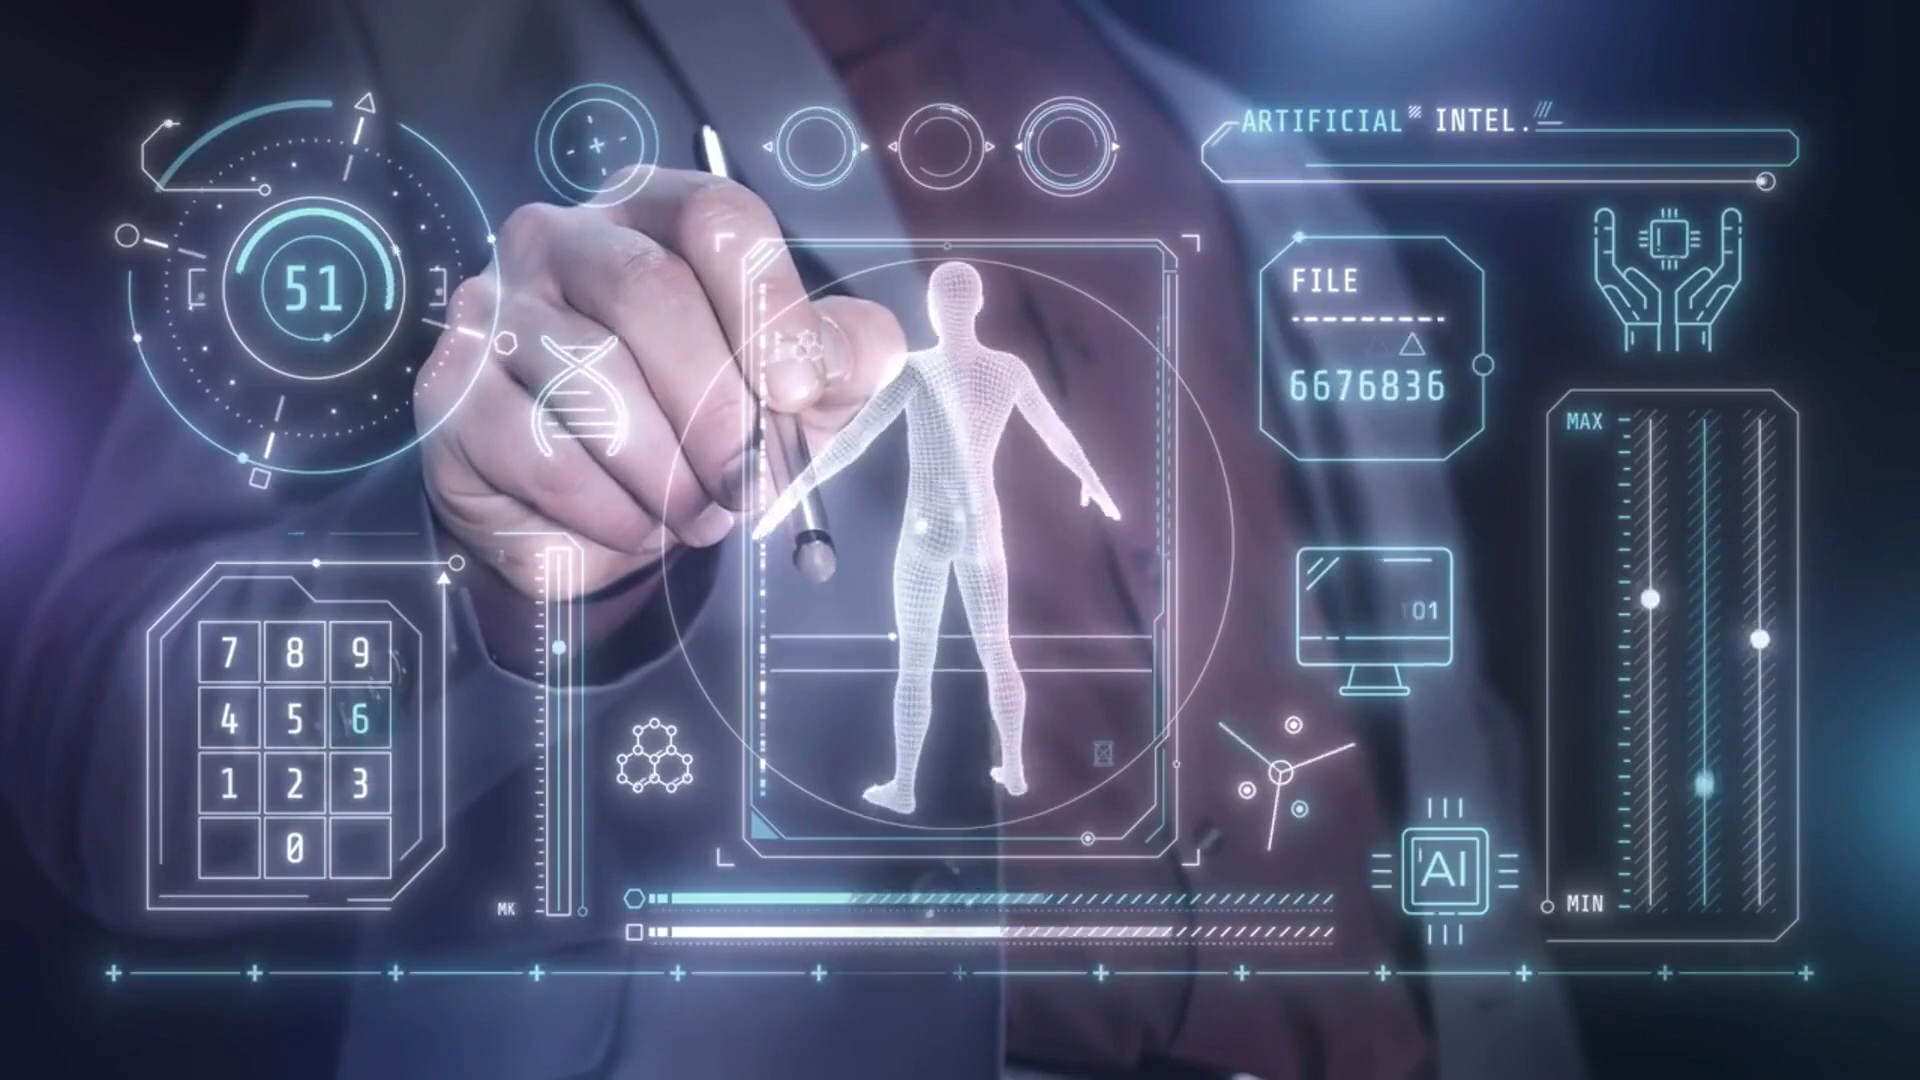 ARTIFICIAL INTEL.
51
FILE
6676836
MAX
01
7 8 9
4 5 6
1 2 3
0
AI
MK
MIN